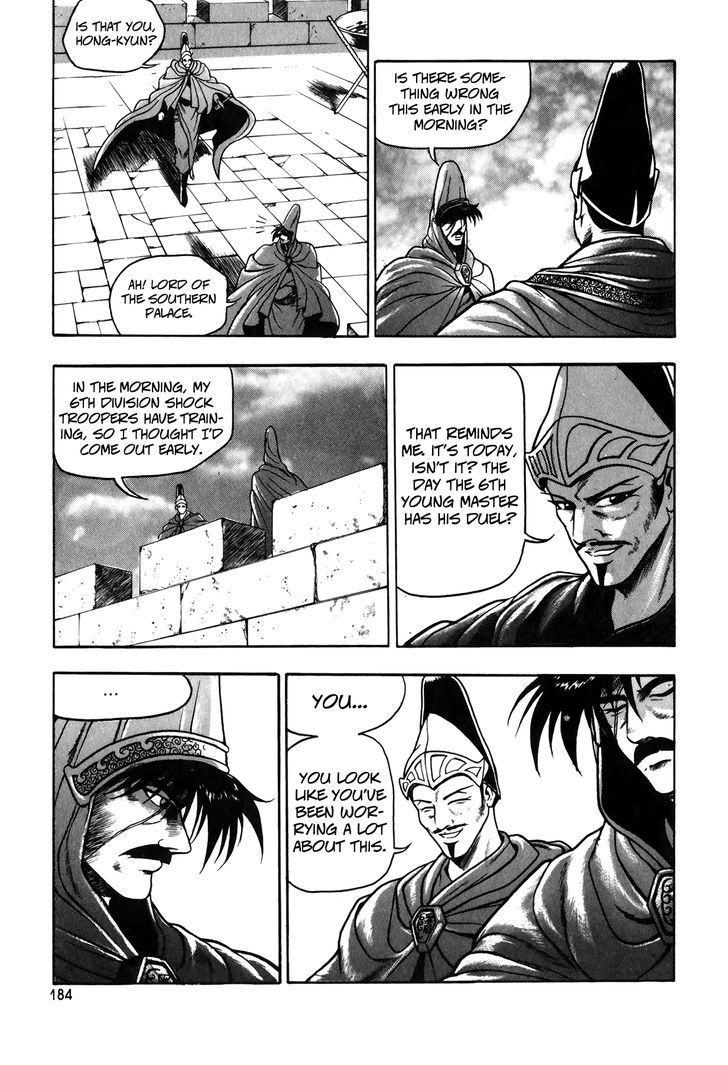 IS THAT YOU,
HONG-KYUN?
AH! LORD OF
THE SOUTHERN
PALACE.
IS THERE SOME-
THING WRONG
THIS EARLY IN THE
MORNING?
IN THE MORNING, MY
6TH DIVISION SHOCK
TROOPERS HAVE TRAIN-
ING, SO I THOUGHT I'D
COME OUT EARLY.
THAT REMINDS
ME. IT'S TODAY,
ISN'T IT? THE
DAY THE 6TH
YOUNG MASTER
HAS HIS DUEL?
...
YOU...
YOU LOOK
LIKE YOU'VE
BEEN WOR-
RYING A LOT
ABOUT THIS.
184